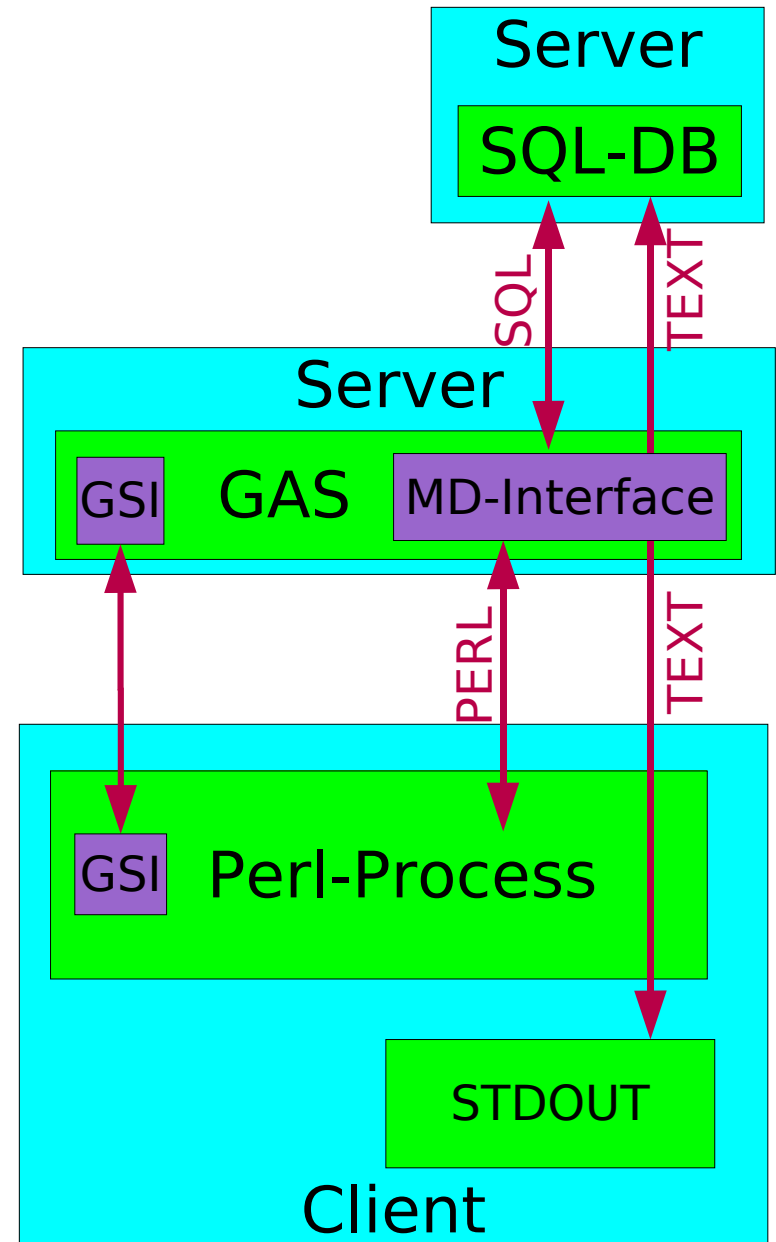 Server
SQL-DB
SQL
TEXT
Server
GSI
GAS
MD-Interface
PERL
TEXT
GSI
Perl-Process
STDOUT
Client